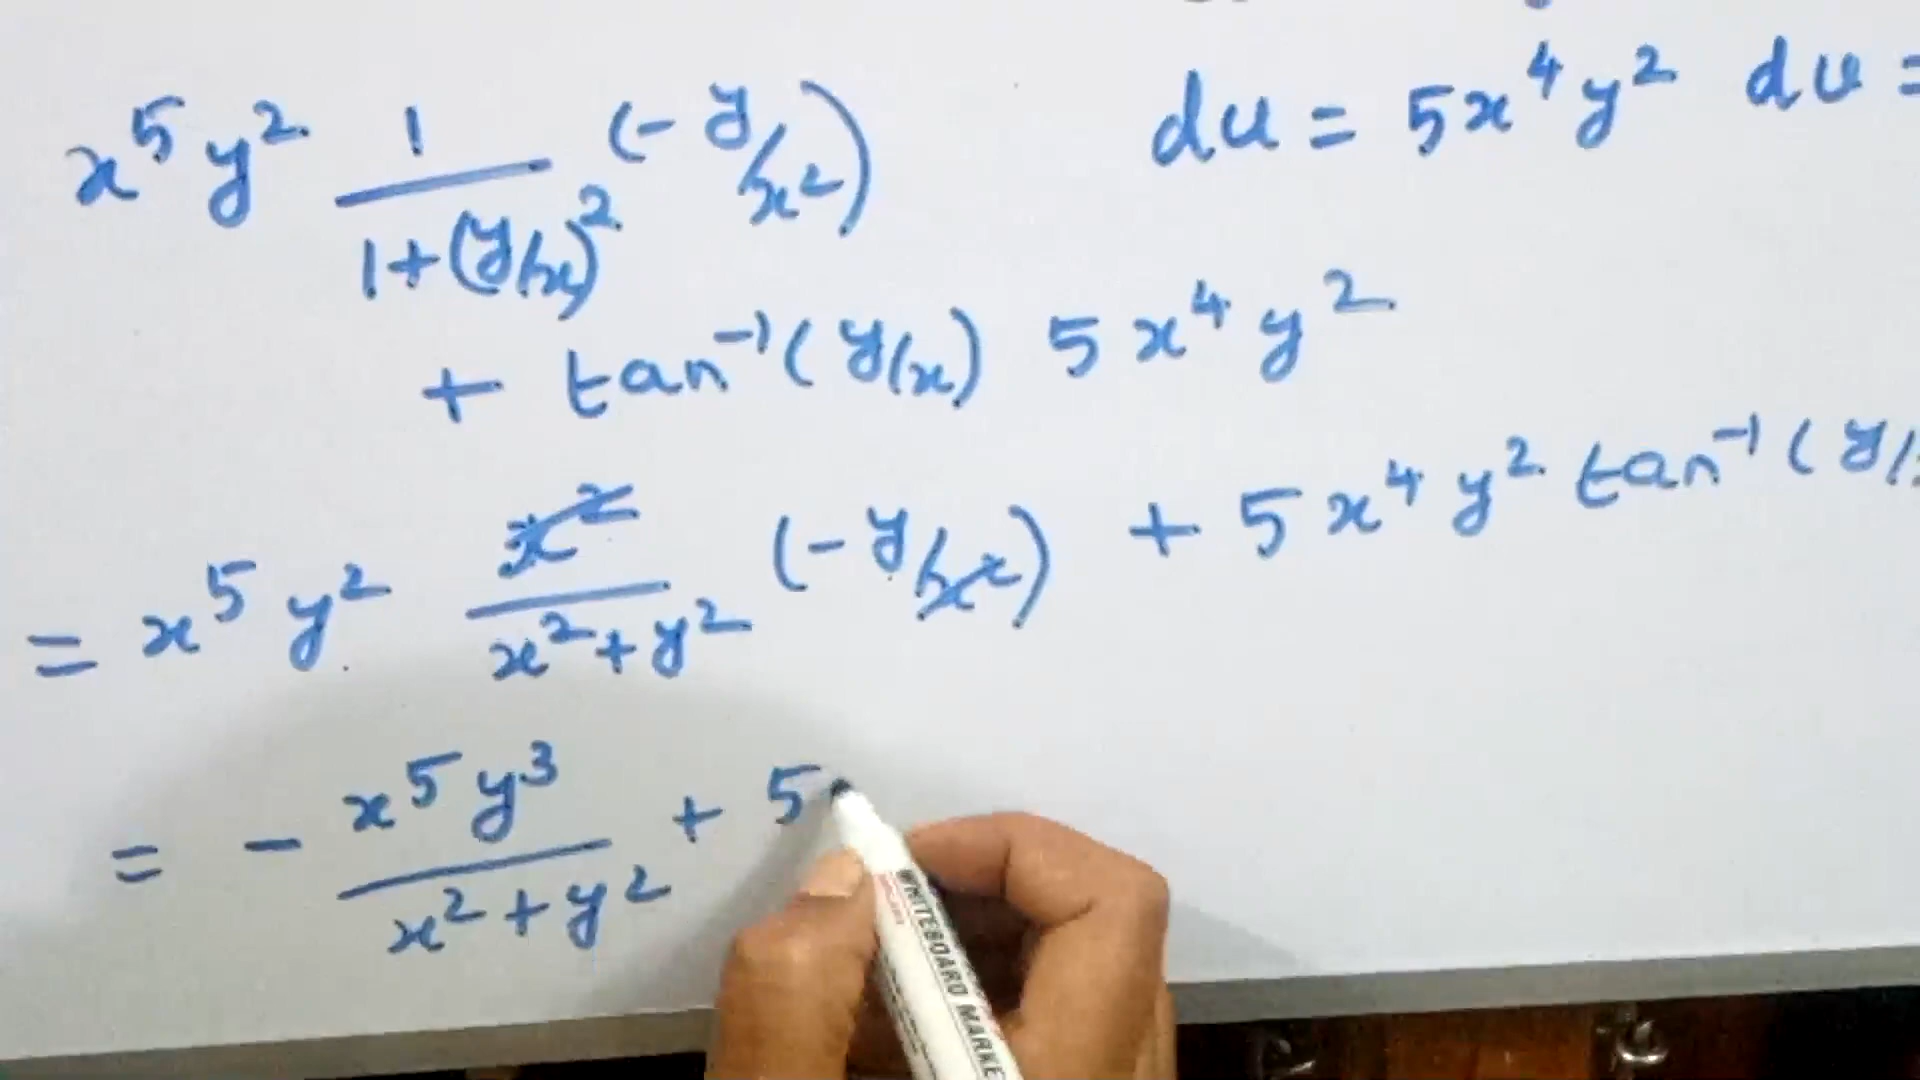 x⁵y² 1/(1+(y/x)²) (-y/x²)
du = 5x⁴y² dv =
+ tan⁻¹(y/x) 5x⁴y²
= x⁵y² x²/(x²+y²) (-y/x²) + 5x⁴y² tan⁻¹(y/
= - x⁵y³/(x²+y²) + 5
WHITEBOARD MARKE